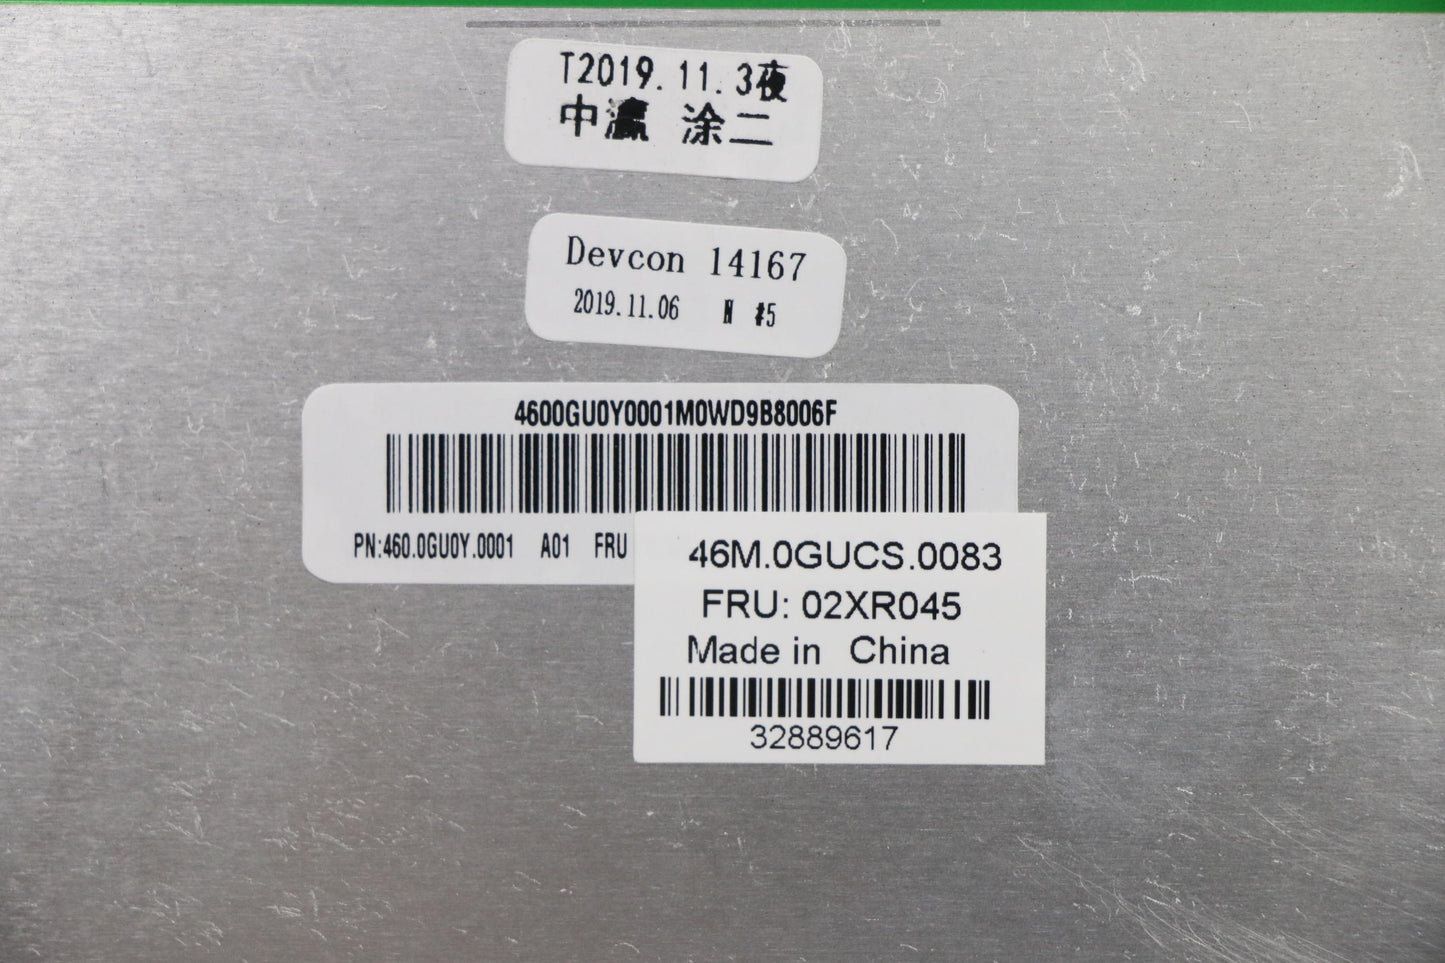 T2019.11.3夜
中瀛 涂二
Devcon 14167
2019.11.06 N #5
4600GU0Y0001M0WD9B8006F
PN:460.0GU0Y.0001 A01 FRU
46M.0GUCS.0083
FRU: 02XR045
Made in China
32889617